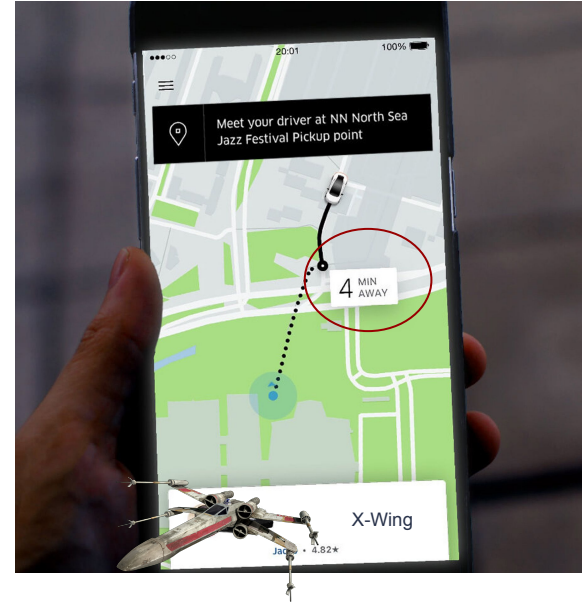 20:01
100%
Meet your driver at NN North Sea
Jazz Festival Pickup point
4 MIN
AWAY
X-Wing
4.82★